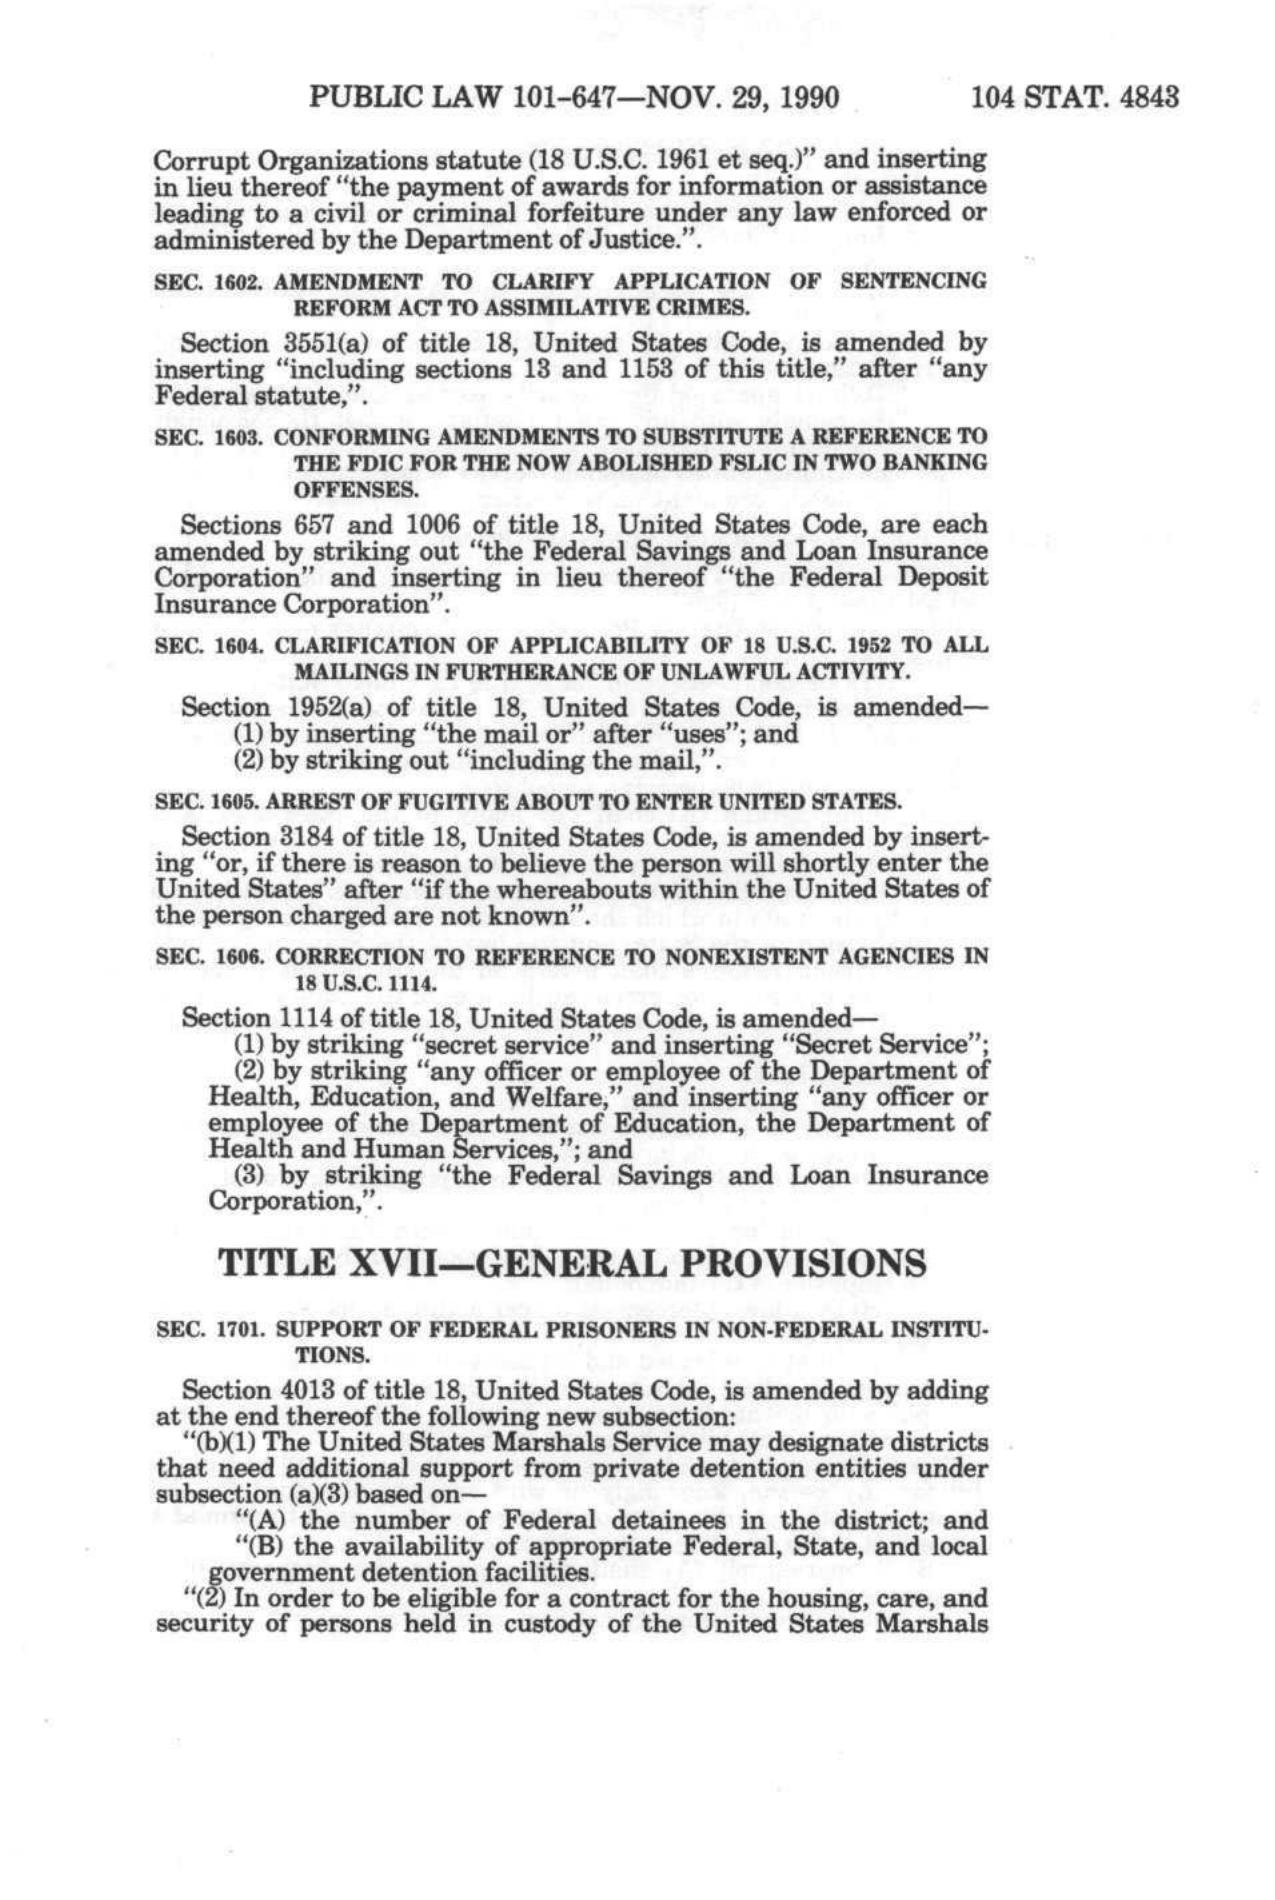 PUBLIC LAW 101-647—NOV. 29, 1990 104 STAT. 4843
Corrupt Organizations statute (18 U.S.C. 1961 et seq.)" and inserting
in lieu thereof "the payment of awards for information or assistance
leading to a civil or criminal forfeiture under any law enforced or
administered by the Department of Justice.".
SEC. 1602. AMENDMENT TO CLARIFY APPLICATION OF SENTENCING
REFORM ACT TO ASSIMILATIVE CRIMES.
Section 3551(a) of title 18, United States Code, is amended by
inserting "including sections 13 and 1153 of this title," after "any
Federal statute,".
SEC. 1603. CONFORMING AMENDMENTS TO SUBSTITUTE A REFERENCE TO
THE FDIC FOR THE NOW ABOLISHED FSLIC IN TWO BANKING
OFFENSES.
Sections 657 and 1006 of title 18, United States Code, are each
amended by striking out "the Federal Savings and Loan Insurance
Corporation" and inserting in lieu thereof "the Federal Deposit
Insurance Corporation".
SEC. 1604. CLARIFICATION OF APPLICABILITY OF 18 U.S.C. 1952 TO ALL
MAILINGS IN FURTHERANCE OF UNLAWFUL ACTIVITY.
Section 1952(a) of title 18, United States Code, is amended—
(1) by inserting "the mail or" after "uses"; and
(2) by striking out "including the mail,".
SEC. 1605. ARREST OF FUGITIVE ABOUT TO ENTER UNITED STATES.
Section 3184 of title 18, United States Code, is amended by insert-
ing "or, if there is reason to believe the person will shortly enter the
United States" after "if the whereabouts within the United States of
the person charged are not known".
SEC. 1606. CORRECTION TO REFERENCE TO NONEXISTENT AGENCIES IN
18 U.S.C. 1114.
Section 1114 of title 18, United States Code, is amended—
(1) by striking "secret service" and inserting "Secret Service";
(2) by striking "any officer or employee of the Department of
Health, Education, and Welfare," and inserting "any officer or
employee of the Department of Education, the Department of
Health and Human Services,"; and
(3) by striking "the Federal Savings and Loan Insurance
Corporation,".
TITLE XVII—GENERAL PROVISIONS
SEC. 1701. SUPPORT OF FEDERAL PRISONERS IN NON-FEDERAL INSTITU-
TIONS.
Section 4013 of title 18, United States Code, is amended by adding
at the end thereof the following new subsection:
"(b)(1) The United States Marshals Service may designate districts
that need additional support from private detention entities under
subsection (a)(3) based on—
"(A) the number of Federal detainees in the district; and
"(B) the availability of appropriate Federal, State, and local
government detention facilities.
"(2) In order to be eligible for a contract for the housing, care, and
security of persons held in custody of the United States Marshals